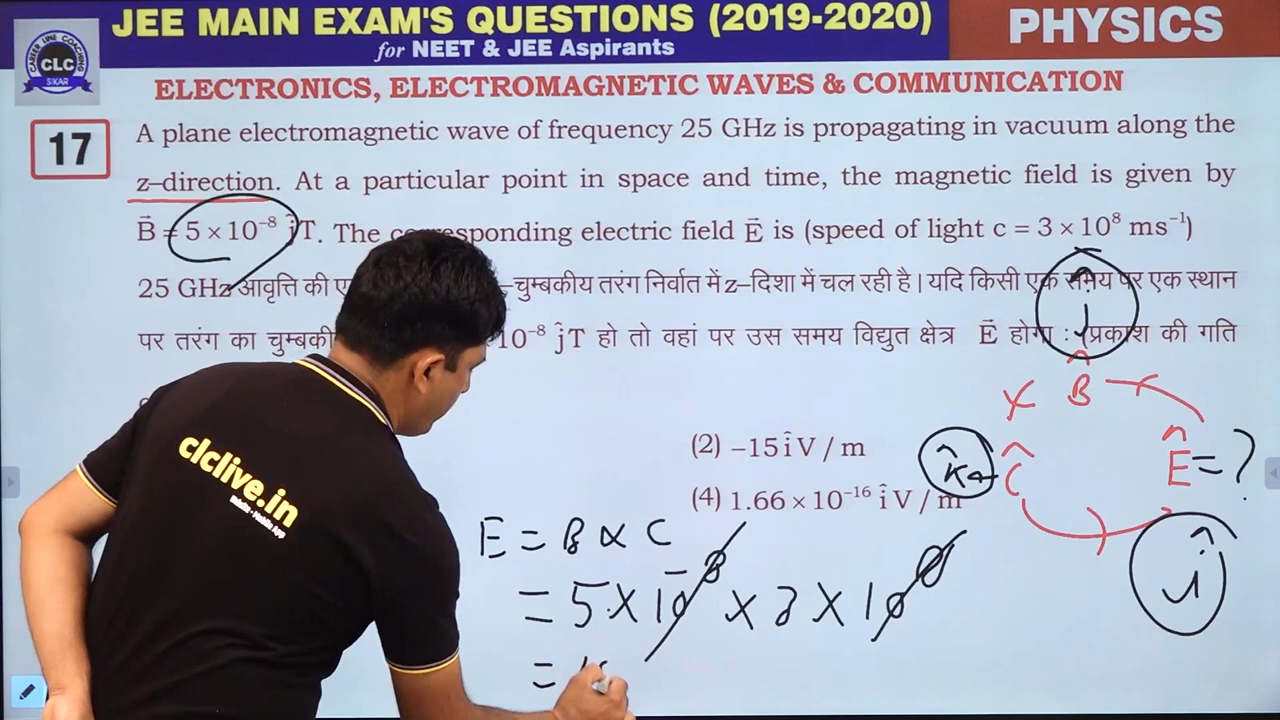 JEE MAIN EXAM'S QUESTIONS (2019-2020)
for NEET & JEE Aspirants
PHYSICS
CAREER LINE COACHING
CLC
SIKAR
ELECTRONICS, ELECTROMAGNETIC WAVES & COMMUNICATION
17
A plane electromagnetic wave of frequency 25 GHz is propagating in vacuum along the
z–direction. At a particular point in space and time, the magnetic field is given by
B⃗ = 5 × 10⁻⁸ ĵT. The corresponding electric field E⃗ is (speed of light c = 3 × 10⁸ ms⁻¹)
25 GHz आवृत्ति की –चुम्बकीय तरंग निर्वात में z–दिशा में चल रही है। यदि किसी एक समय पर एक स्थान
पर तरंग का चुम्बकी 10⁻⁸ ĵT हो तो वहां पर उस समय विद्युत क्षेत्र E⃗ होगा : (प्रकाश की गति
(2) –15 î V / m
(4) 1.66 × 10⁻¹⁶ î V / m
ĵ
× B̂
k̂ ← Ĉ Ê = ?
î
E = B × C
= 5 × 10⁻⁸ × 3 × 10⁸
=
clclive.in